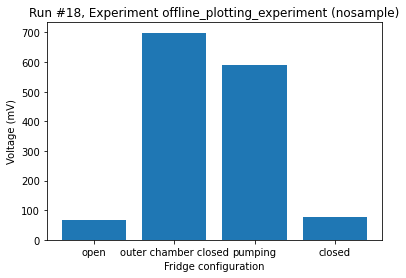 Run #18, Experiment offline_plotting_experiment (nosample)
700
600
500
400
300
200
100
0
Voltage (mV)
open
outer chamber closed
pumping
closed
Fridge configuration